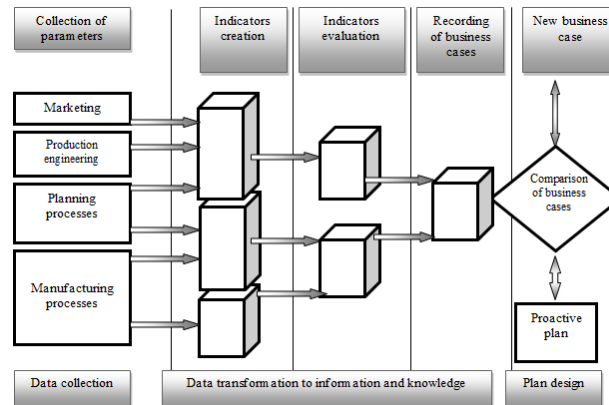 Collection of
parameters
Indicators
creation
Indicators
evaluation
Recording
of business
cases
New business
case
Marketing
Production
engineering
Planning
processes
Manufacturing
processes
Comparison
of business
cases
Proactive
plan
Data collection
Data transformation to information and knowledge
Plan design